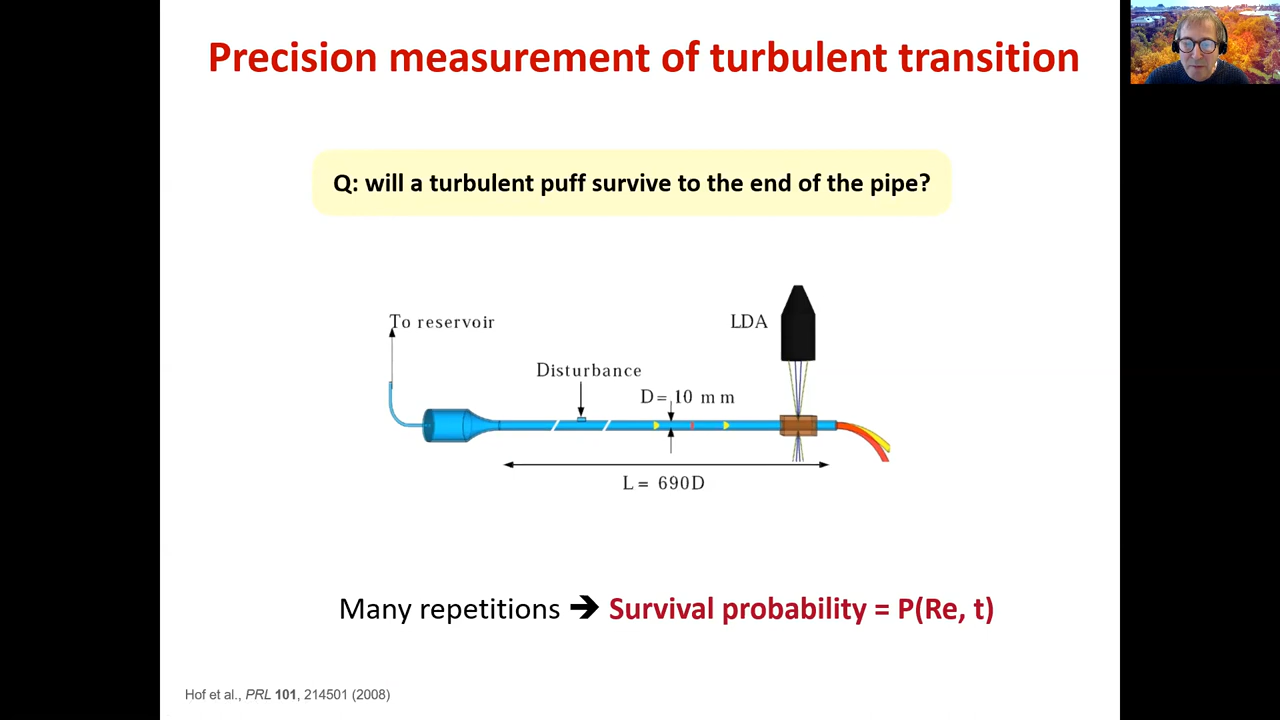 Precision measurement of turbulent transition
Q: will a turbulent puff survive to the end of the pipe?
To reservoir
LDA
Disturbance
D= 10 mm
L= 690D
Many repetitions ➔ Survival probability = P(Re, t)
Hof et al., PRL 101, 214501 (2008)